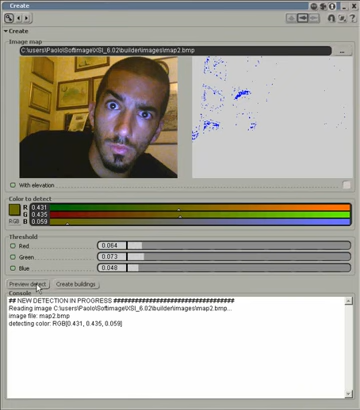 Create
Create
Image map
C:\users\Paolo\Softimage\XSI_6.02\builder\images\map2.bmp
...
With elevation
Color to detect
R 0.431
G 0.435
RGB B 0.059
Threshold
Red 0.064
Green 0.073
Blue 0.048
Preview detect Create buildings
Console
## NEW DETECTION IN PROGRESS ##################################
Reading image C:\users\Paolo\Softimage\XSI_6.02\builder\images\map2.bmp...
image file: map2.bmp
detecting color: RGB[0.431, 0.435, 0.059]